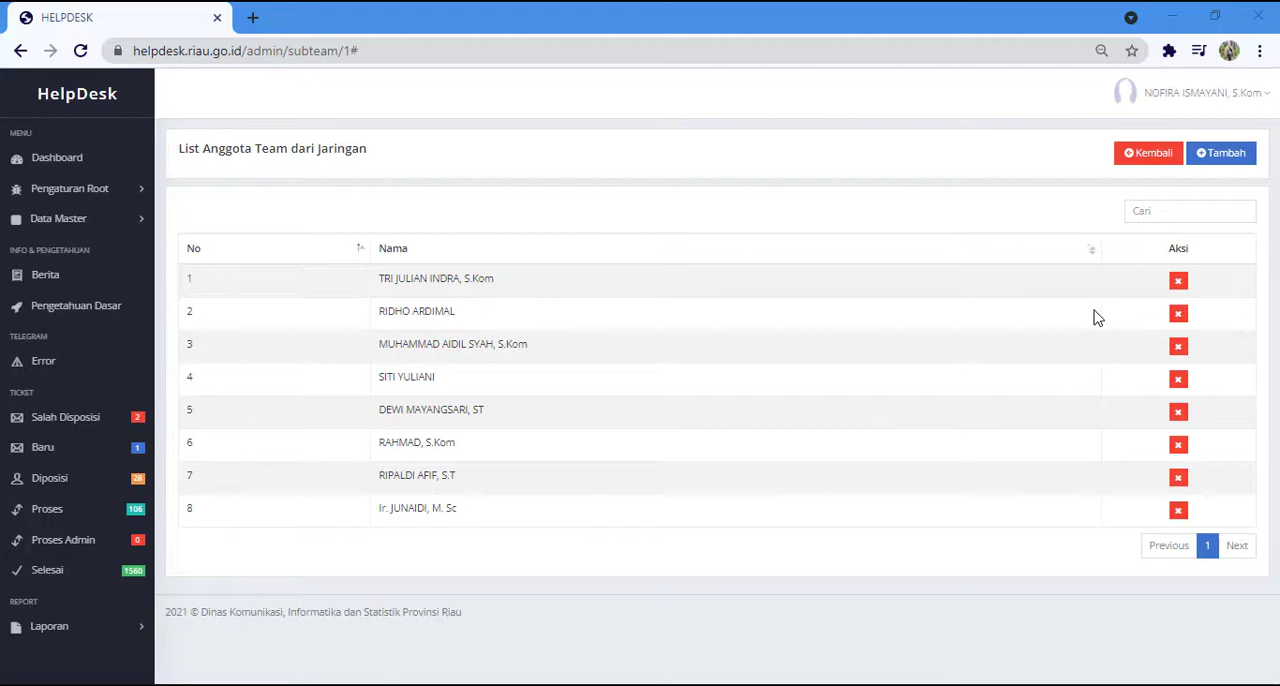 HELPDESK
helpdesk.riau.go.id/admin/subteam/1#
HelpDesk
NOFIRA ISMAYANI, S.Kom
MENU
Dashboard
Pengaturan Root
Data Master
INFO & PENGETAHUAN
Berita
Pengetahuan Dasar
TELEGRAM
Error
TICKET
Salah Disposisi 2
Baru 1
Diposisi 28
Proses 106
Proses Admin 0
Selesai 1560
REPORT
Laporan
List Anggota Team dari Jaringan
Kembali Tambah
Cari
No Nama Aksi
1 TRI JULIAN INDRA, S.Kom
2 RIDHO ARDIMAL
3 MUHAMMAD AIDIL SYAH, S.Kom
4 SITI YULIANI
5 DEWI MAYANGSARI, ST
6 RAHMAD, S.Kom
7 RIPALDI AFIF, S.T
8 Ir. JUNAIDI, M. Sc
Previous 1 Next
2021 © Dinas Komunikasi, Informatika dan Statistik Provinsi Riau